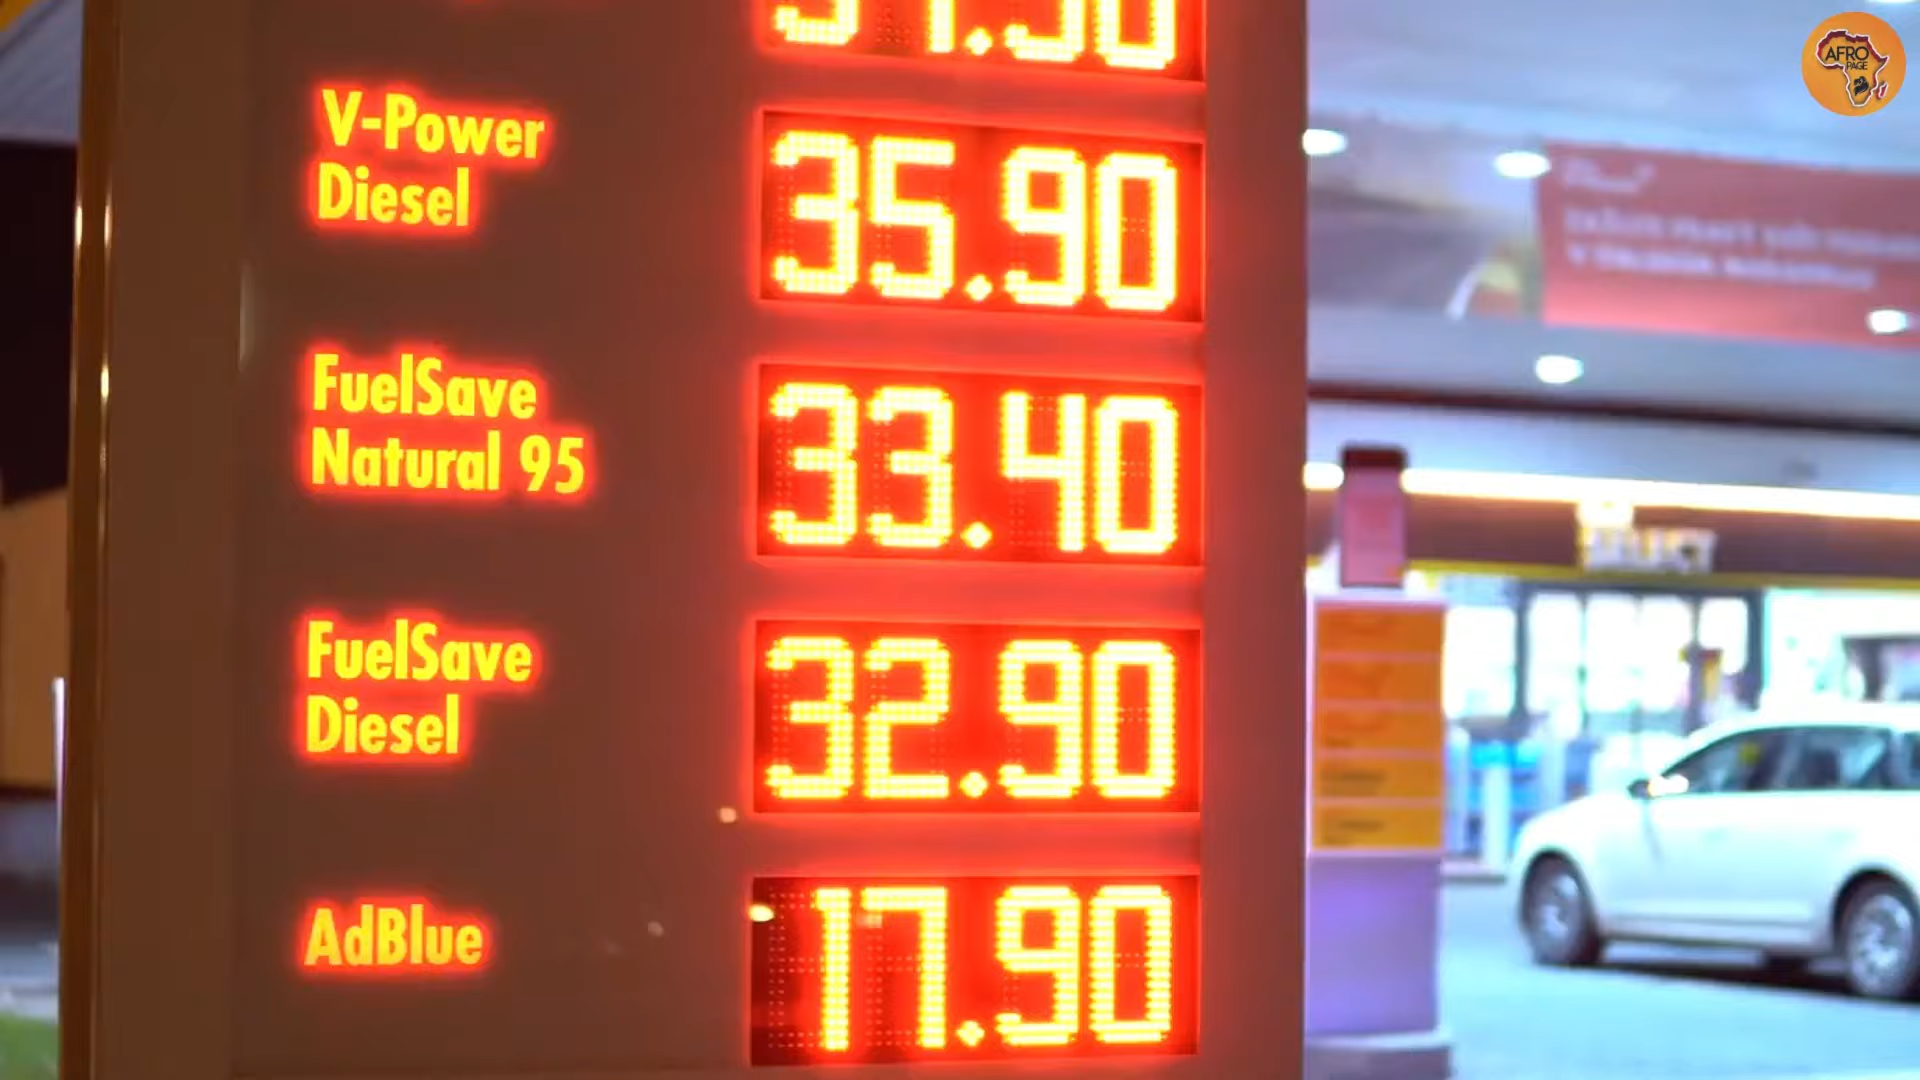 AFRO
PAGE
V-Power
Diesel
35.90
FuelSave
Natural 95
33.40
FuelSave
Diesel
32.90
AdBlue
17.90